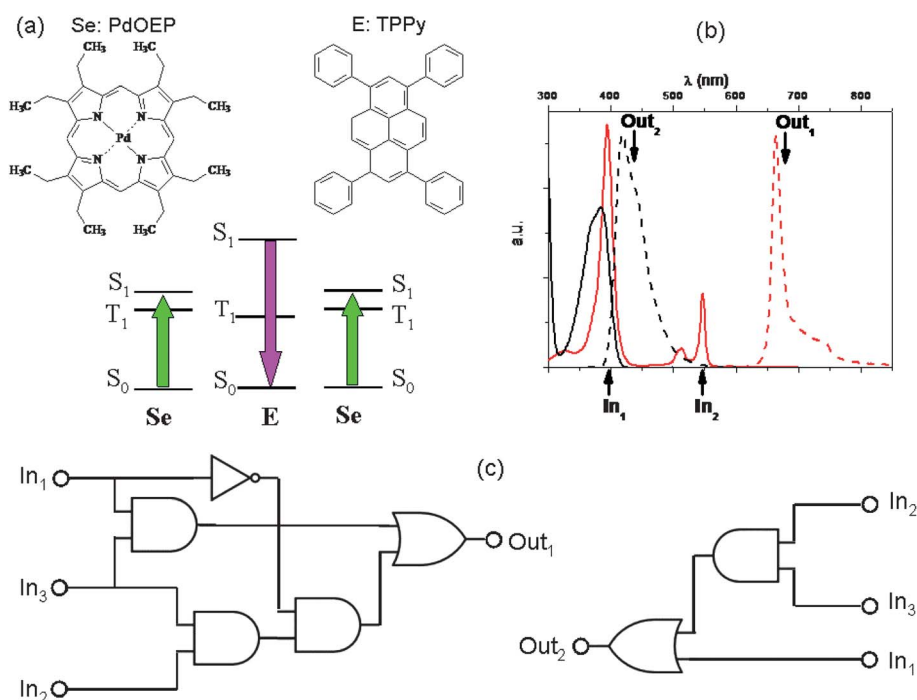 (a)
Se: PdOEP
E: TPPy
CH₃ CH₃
H₃C CH₃
N N
Pd
N N
H₃C CH₃
H₃C CH₃
S₁
S₁ S₁
T₁ T₁ T₁
S₀ S₀ S₀
Se E Se
(b)
λ (nm)
300 400 500 600 700 800
Out₂ Out₁
a.u.
In₁ In₂
(c)
In₁
In₃
In₂
Out₁
In₂
In₃
Out₂
In₁